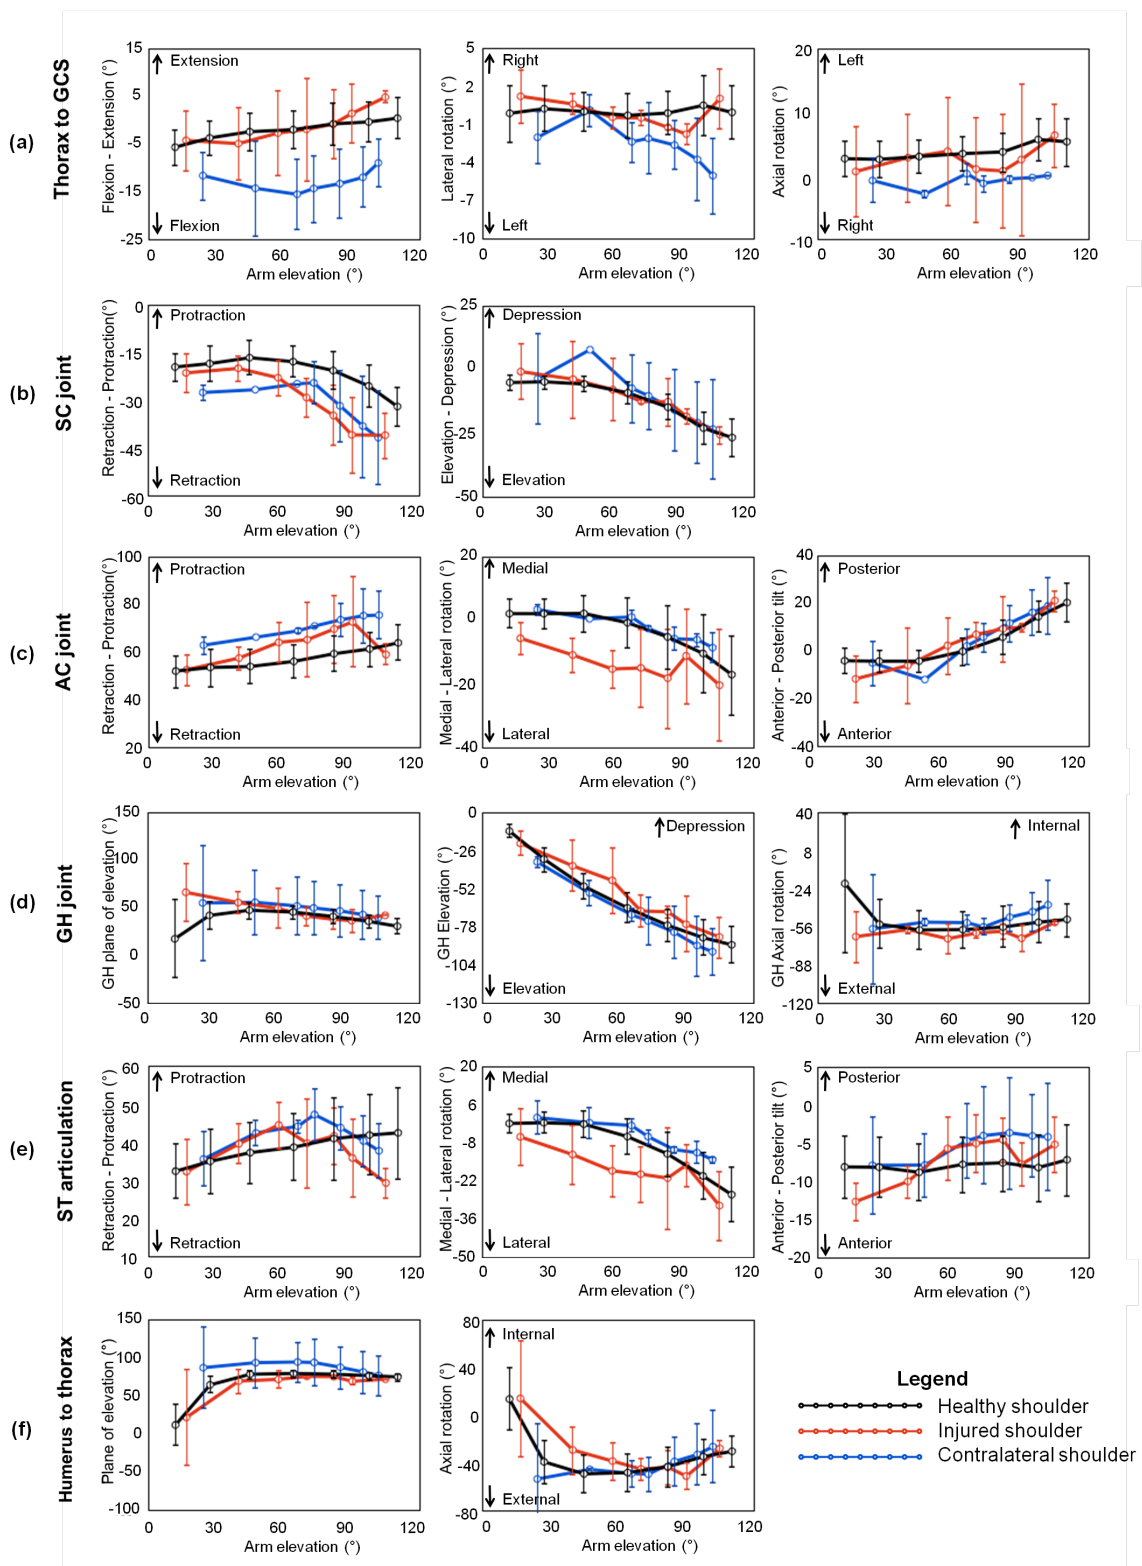 (a)
Thorax to GCS
Flexion - Extension (°)
15
5
-5
-15
-25
Extension
Flexion
0 30 60 90 120
Arm elevation (°)
Lateral rotation (°)
5
2
-1
-4
-7
-10
Right
Left
0 30 60 90 120
Arm elevation (°)
Axial rotation (°)
20
10
0
-10
Left
Right
0 30 60 90 120
Arm elevation (°)
(b)
SC joint
Retraction - Protraction(°)
0
-15
-30
-45
-60
Protraction
Retraction
0 30 60 90 120
Arm elevation (°)
Elevation - Depression (°)
25
0
-25
-50
Depression
Elevation
0 30 60 90 120
Arm elevation (°)
(c)
AC joint
Retraction - Protraction(°)
100
80
60
40
20
Protraction
Retraction
0 30 60 90 120
Arm elevation (°)
Medial - Lateral rotation (°)
20
0
-20
-40
Medial
Lateral
0 30 60 90 120
Arm elevation (°)
Anterior - Posterior tilt (°)
40
20
0
-20
-40
Posterior
Anterior
0 30 60 90 120
Arm elevation (°)
(d)
GH joint
GH plane of elevation (°)
150
100
50
0
-50
0 30 60 90 120
Arm elevation (°)
GH Elevation (°)
0
-26
-52
-78
-104
-130
Depression
Elevation
0 30 60 90 120
Arm elevation (°)
GH Axial rotation (°)
40
8
-24
-56
-88
-120
Internal
External
0 30 60 90 120
Arm elevation (°)
(e)
ST articulation
Retraction - Protraction (°)
60
50
40
30
20
10
Protraction
Retraction
0 30 60 90 120
Arm elevation (°)
Medial - Lateral rotation (°)
20
6
-8
-22
-36
-50
Medial
Lateral
0 30 60 90 120
Arm elevation (°)
Anterior - Posterior tilt (°)
5
0
-5
-10
-15
-20
Posterior
Anterior
0 30 60 90 120
Arm elevation (°)
(f)
Humerus to thorax
Plane of elevation (°)
150
100
50
0
-50
-100
0 30 60 90 120
Arm elevation (°)
Axial rotation (°)
80
40
0
-40
-80
Internal
External
0 30 60 90 120
Arm elevation (°)
Legend
Healthy shoulder
Injured shoulder
Contralateral shoulder